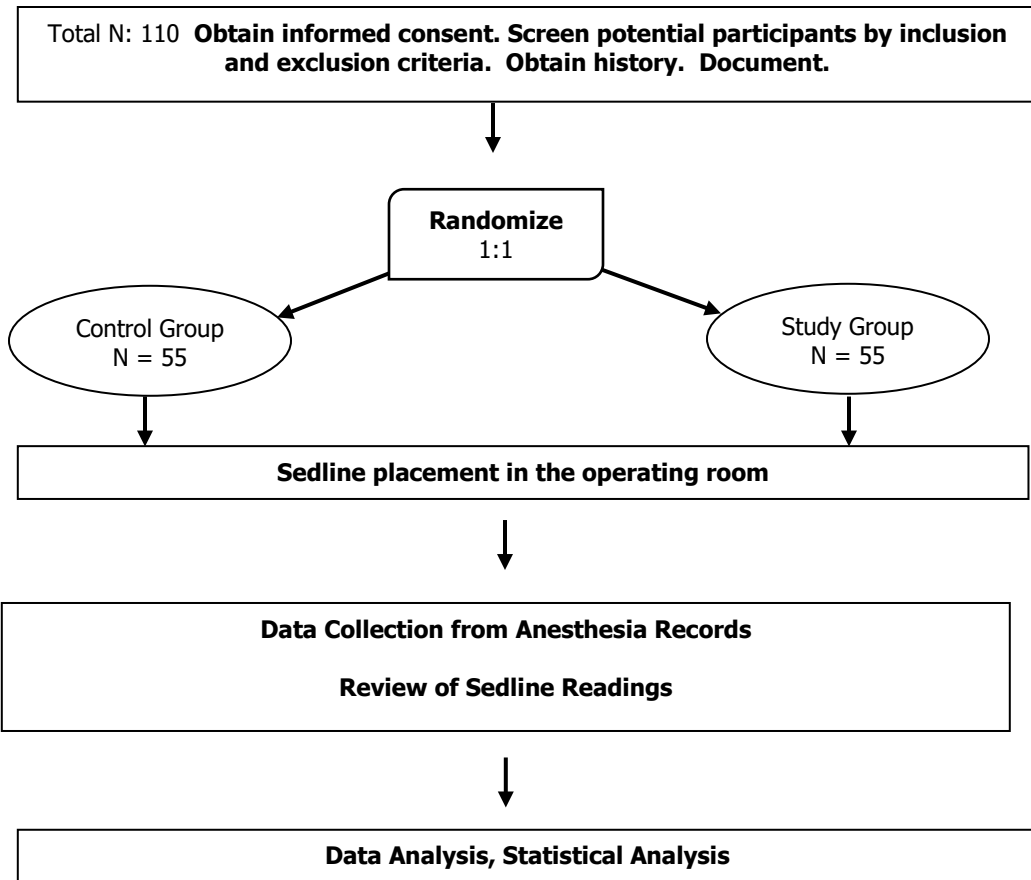 Total N: 110 Obtain informed consent. Screen potential participants by inclusion
and exclusion criteria. Obtain history. Document.
Randomize
1:1
Control Group
N = 55
Study Group
N = 55
Sedline placement in the operating room
Data Collection from Anesthesia Records
Review of Sedline Readings
Data Analysis, Statistical Analysis